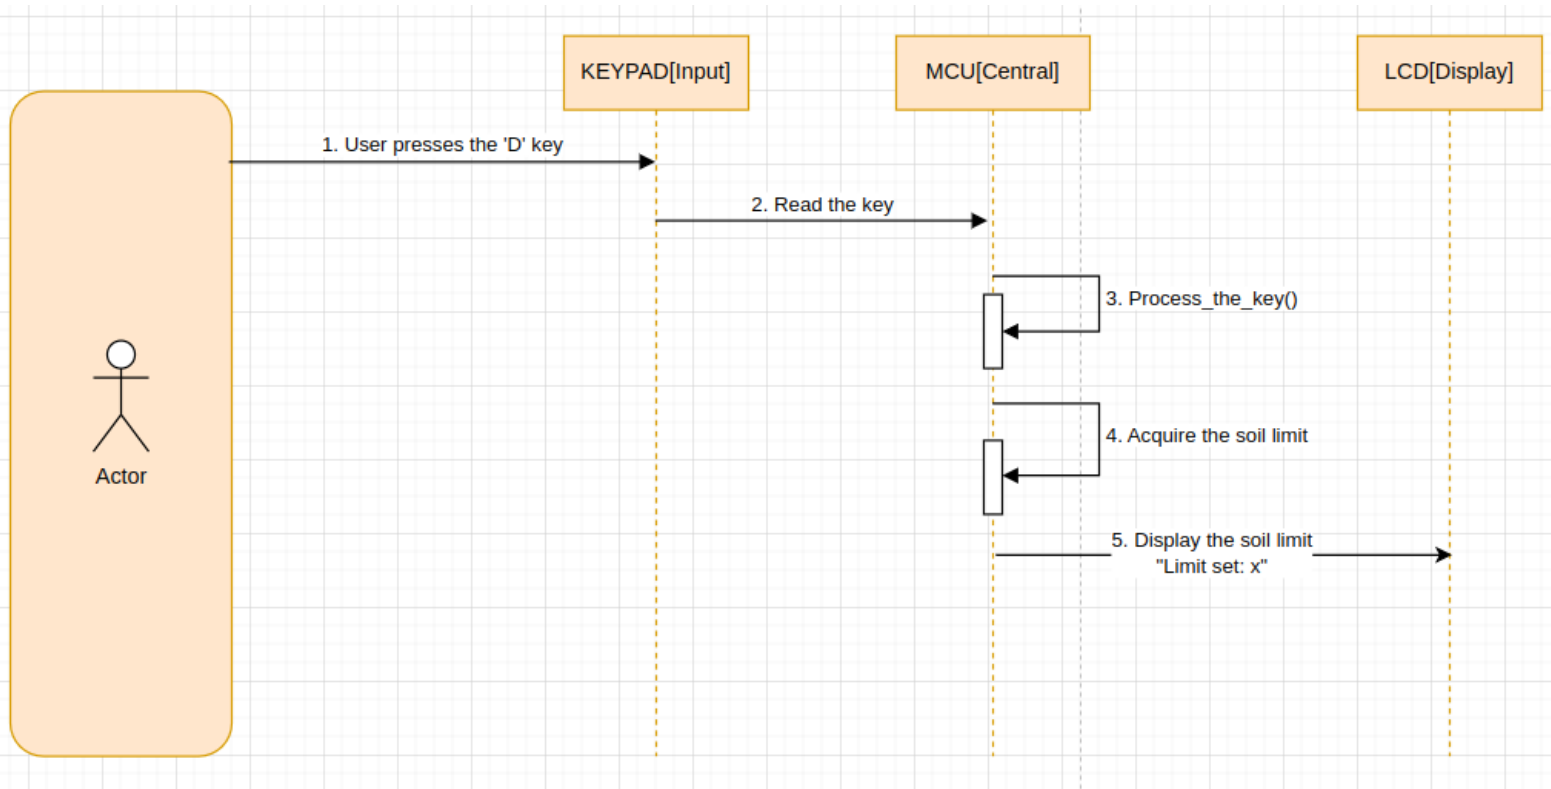 KEYPAD[Input]
MCU[Central]
LCD[Display]
1. User presses the 'D' key
2. Read the key
3. Process_the_key()
Actor
4. Acquire the soil limit
5. Display the soil limit
"Limit set: x"